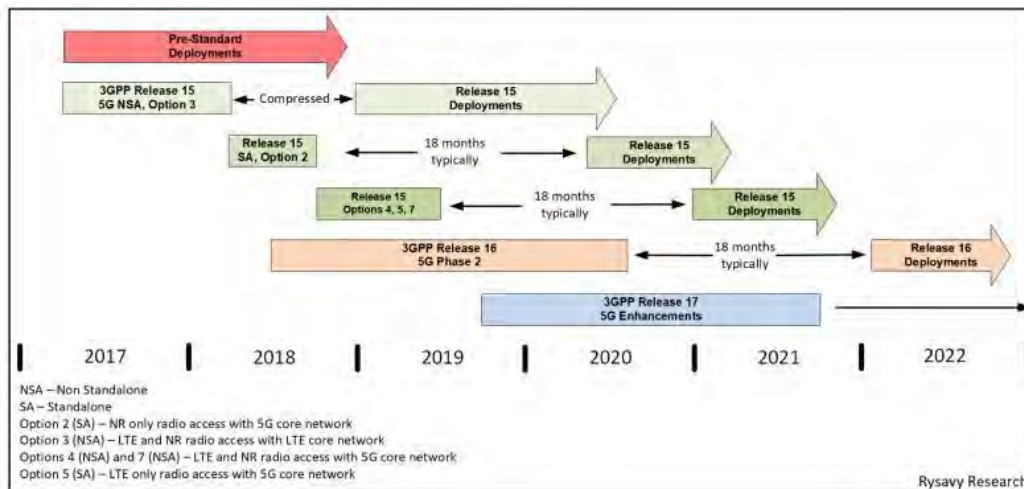 Pre-Standard
Deployments
3GPP Release 15
5G NSA, Option 3
Compressed
Release 15
Deployments
Release 15
SA, Option 2
18 months
typically
Release 15
Deployments
Release 15
Options 4, 5, 7
18 months
typically
Release 15
Deployments
3GPP Release 16
5G Phase 2
18 months
typically
Release 16
Deployments
3GPP Release 17
5G Enhancements
2017 2018 2019 2020 2021 2022
NSA – Non Standalone
SA – Standalone
Option 2 (SA) – NR only radio access with 5G core network
Option 3 (NSA) – LTE and NR radio access with LTE core network
Options 4 (NSA) and 7 (NSA) – LTE and NR radio access with 5G core network
Option 5 (SA) – LTE only radio access with 5G core network
Rysavy Research